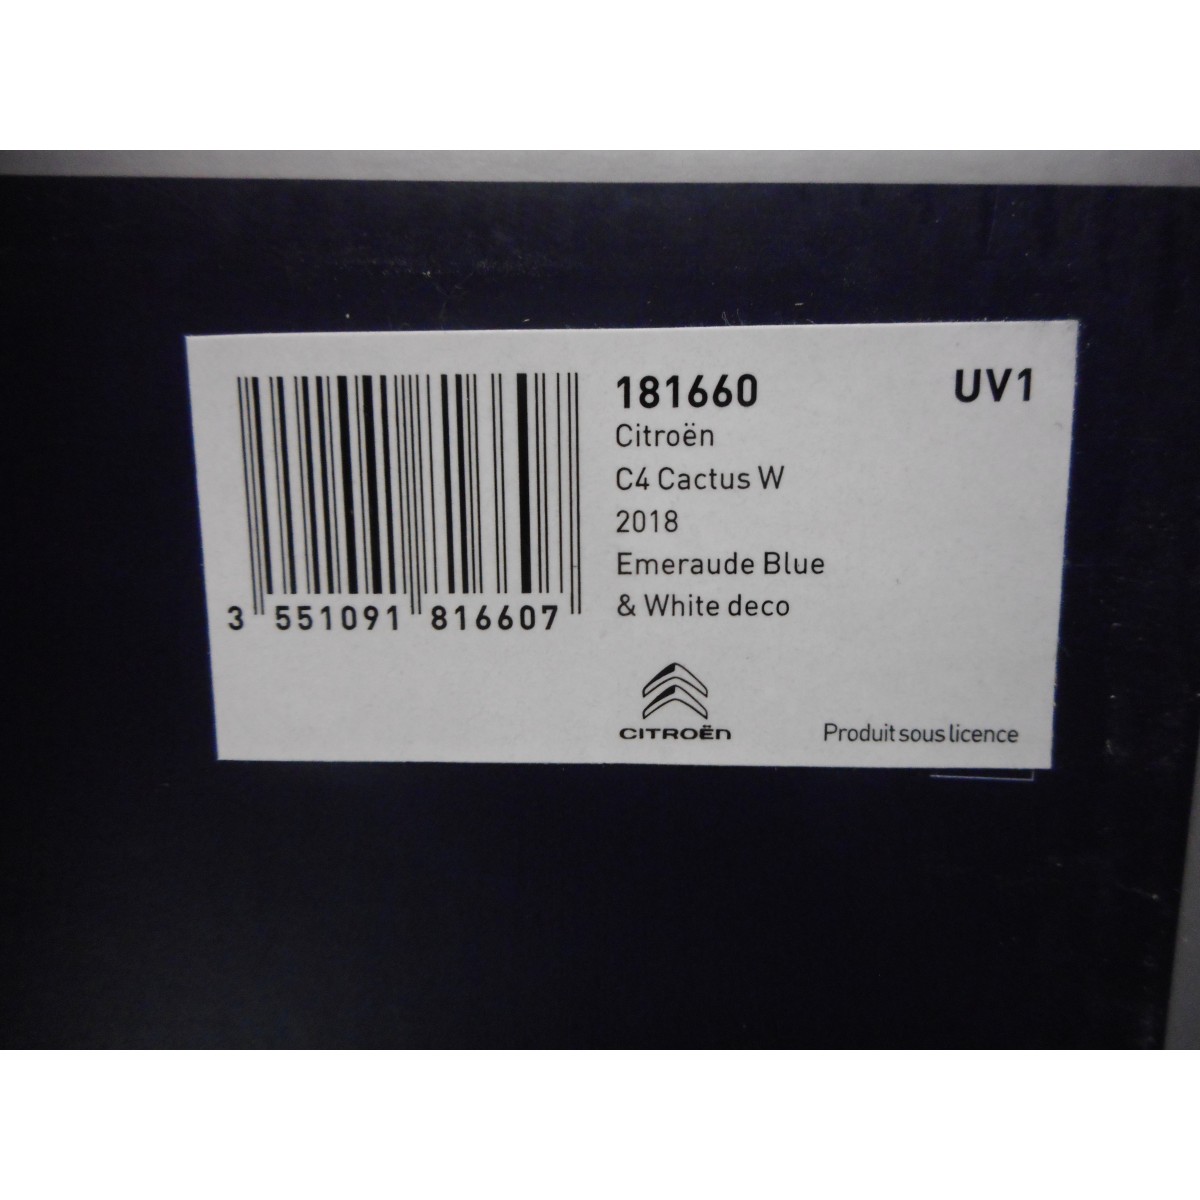 181660 UV1
Citroën
C4 Cactus W
2018
Emeraude Blue
& White deco
3 551091 816607
CITROËN
Produit sous licence